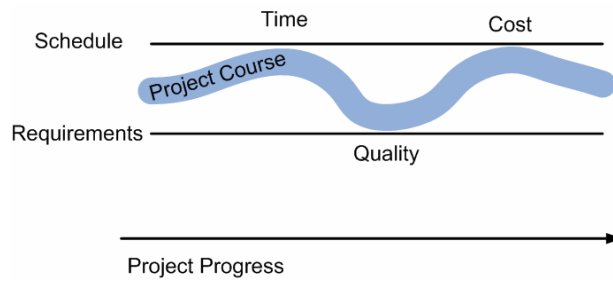 Time
Cost
Schedule
Project Course
Requirements
Quality
Project Progress